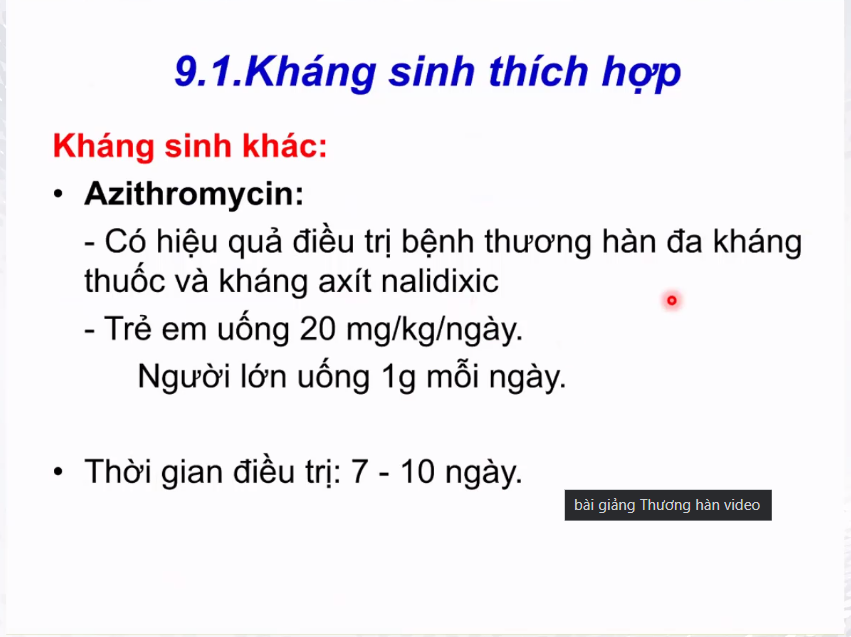 9.1.Kháng sinh thích hợp
Kháng sinh khác:
• Azithromycin:
- Có hiệu quả điều trị bệnh thương hàn đa kháng
thuốc và kháng axít nalidixic
- Trẻ em uống 20 mg/kg/ngày.
Người lớn uống 1g mỗi ngày.
• Thời gian điều trị: 7 - 10 ngày.
bài giảng Thương hàn video